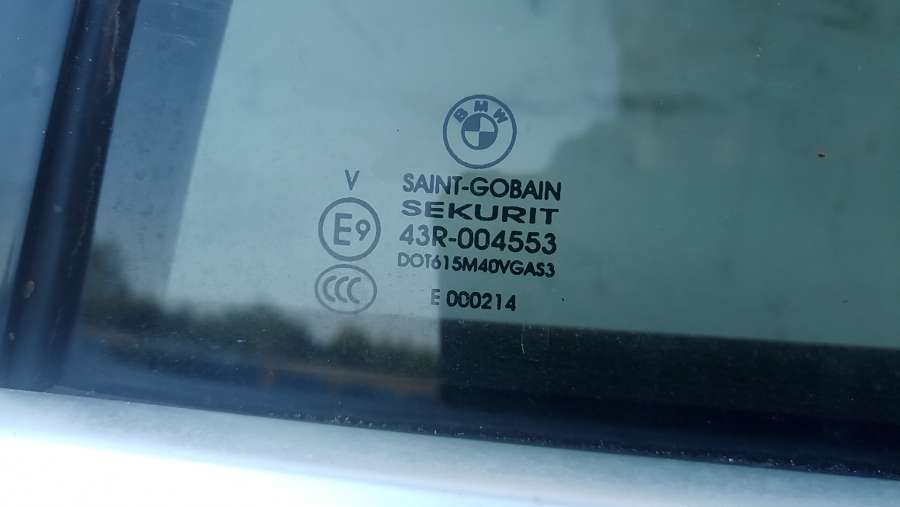 BMW
SAINT-GOBAIN
SEKURIT
V
E9
43R-004553
DOT615M40VGAS3
CCC
E 000214